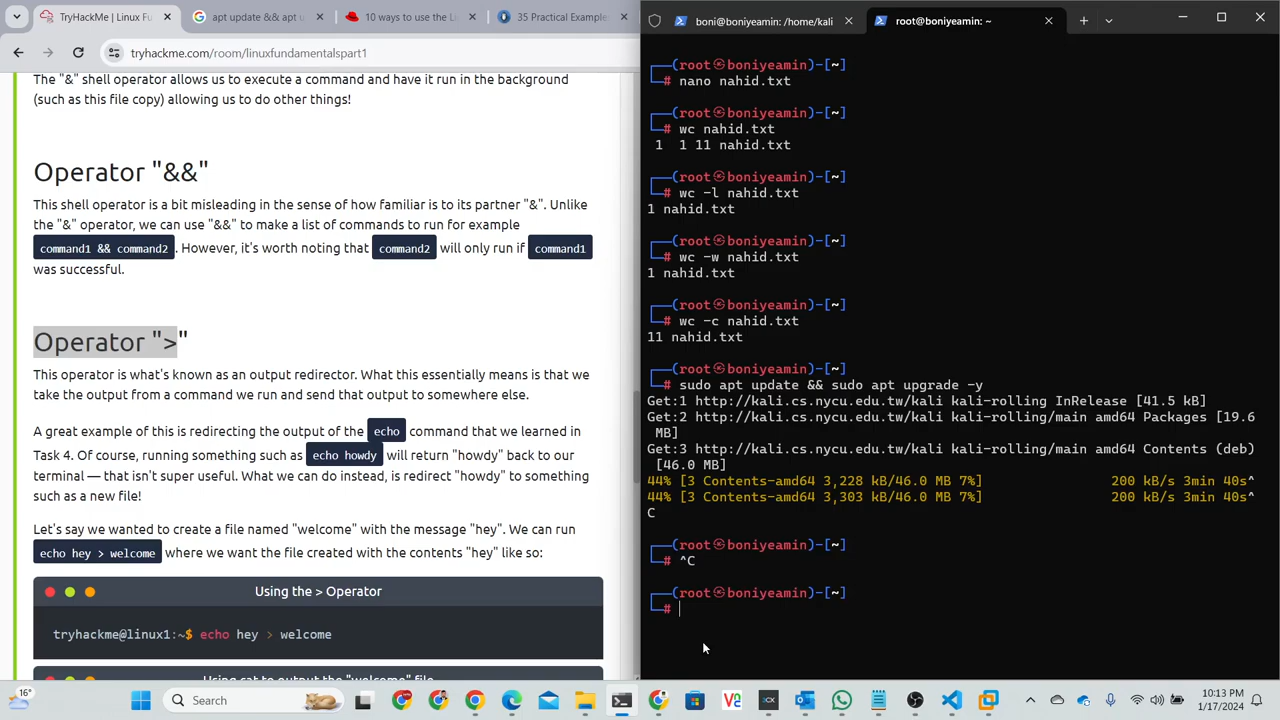 TryHackMe | Linux Fu
apt update && apt u
10 ways to use the Li
35 Practical Example
tryhackme.com/room/linuxfundamentalspart1
The "&" shell operator allows us to execute a command and have it run in the background
(such as this file copy) allowing us to do other things!
Operator "&&"
This shell operator is a bit misleading in the sense of how familiar is to its partner "&". Unlike
the "&" operator, we can use "&&" to make a list of commands to run for example
command1 && command2 . However, it's worth noting that command2 will only run if command1
was successful.
Operator ">"
This operator is what's known as an output redirector. What this essentially means is that we
take the output from a command we run and send that output to somewhere else.
A great example of this is redirecting the output of the echo command that we learned in
Task 4. Of course, running something such as echo howdy will return "howdy" back to our
terminal — that isn't super useful. What we can do instead, is redirect "howdy" to something
such as a new file!
Let's say we wanted to create a file named "welcome" with the message "hey". We can run
echo hey > welcome where we want the file created with the contents "hey" like so:
Using the > Operator
tryhackme@linux1:~$ echo hey > welcome
Using cat to output the "welcome" file
boni@boniyeamin: /home/kali
root@boniyeamin: ~
┌──(root㉿boniyeamin)-[~]
└─# nano nahid.txt
┌──(root㉿boniyeamin)-[~]
└─# wc nahid.txt
1 1 11 nahid.txt
┌──(root㉿boniyeamin)-[~]
└─# wc -l nahid.txt
1 nahid.txt
┌──(root㉿boniyeamin)-[~]
└─# wc -w nahid.txt
1 nahid.txt
┌──(root㉿boniyeamin)-[~]
└─# wc -c nahid.txt
11 nahid.txt
┌──(root㉿boniyeamin)-[~]
└─# sudo apt update && sudo apt upgrade -y
Get:1 http://kali.cs.nycu.edu.tw/kali kali-rolling InRelease [41.5 kB]
Get:2 http://kali.cs.nycu.edu.tw/kali kali-rolling/main amd64 Packages [19.6
MB]
Get:3 http://kali.cs.nycu.edu.tw/kali kali-rolling/main amd64 Contents (deb)
[46.0 MB]
44% [3 Contents-amd64 3,228 kB/46.0 MB 7%] 200 kB/s 3min 40s^
44% [3 Contents-amd64 3,303 kB/46.0 MB 7%] 200 kB/s 3min 40s^
C
┌──(root㉿boniyeamin)-[~]
└─# ^C
┌──(root㉿boniyeamin)-[~]
└─#
16°
Search
10:13 PM
1/17/2024